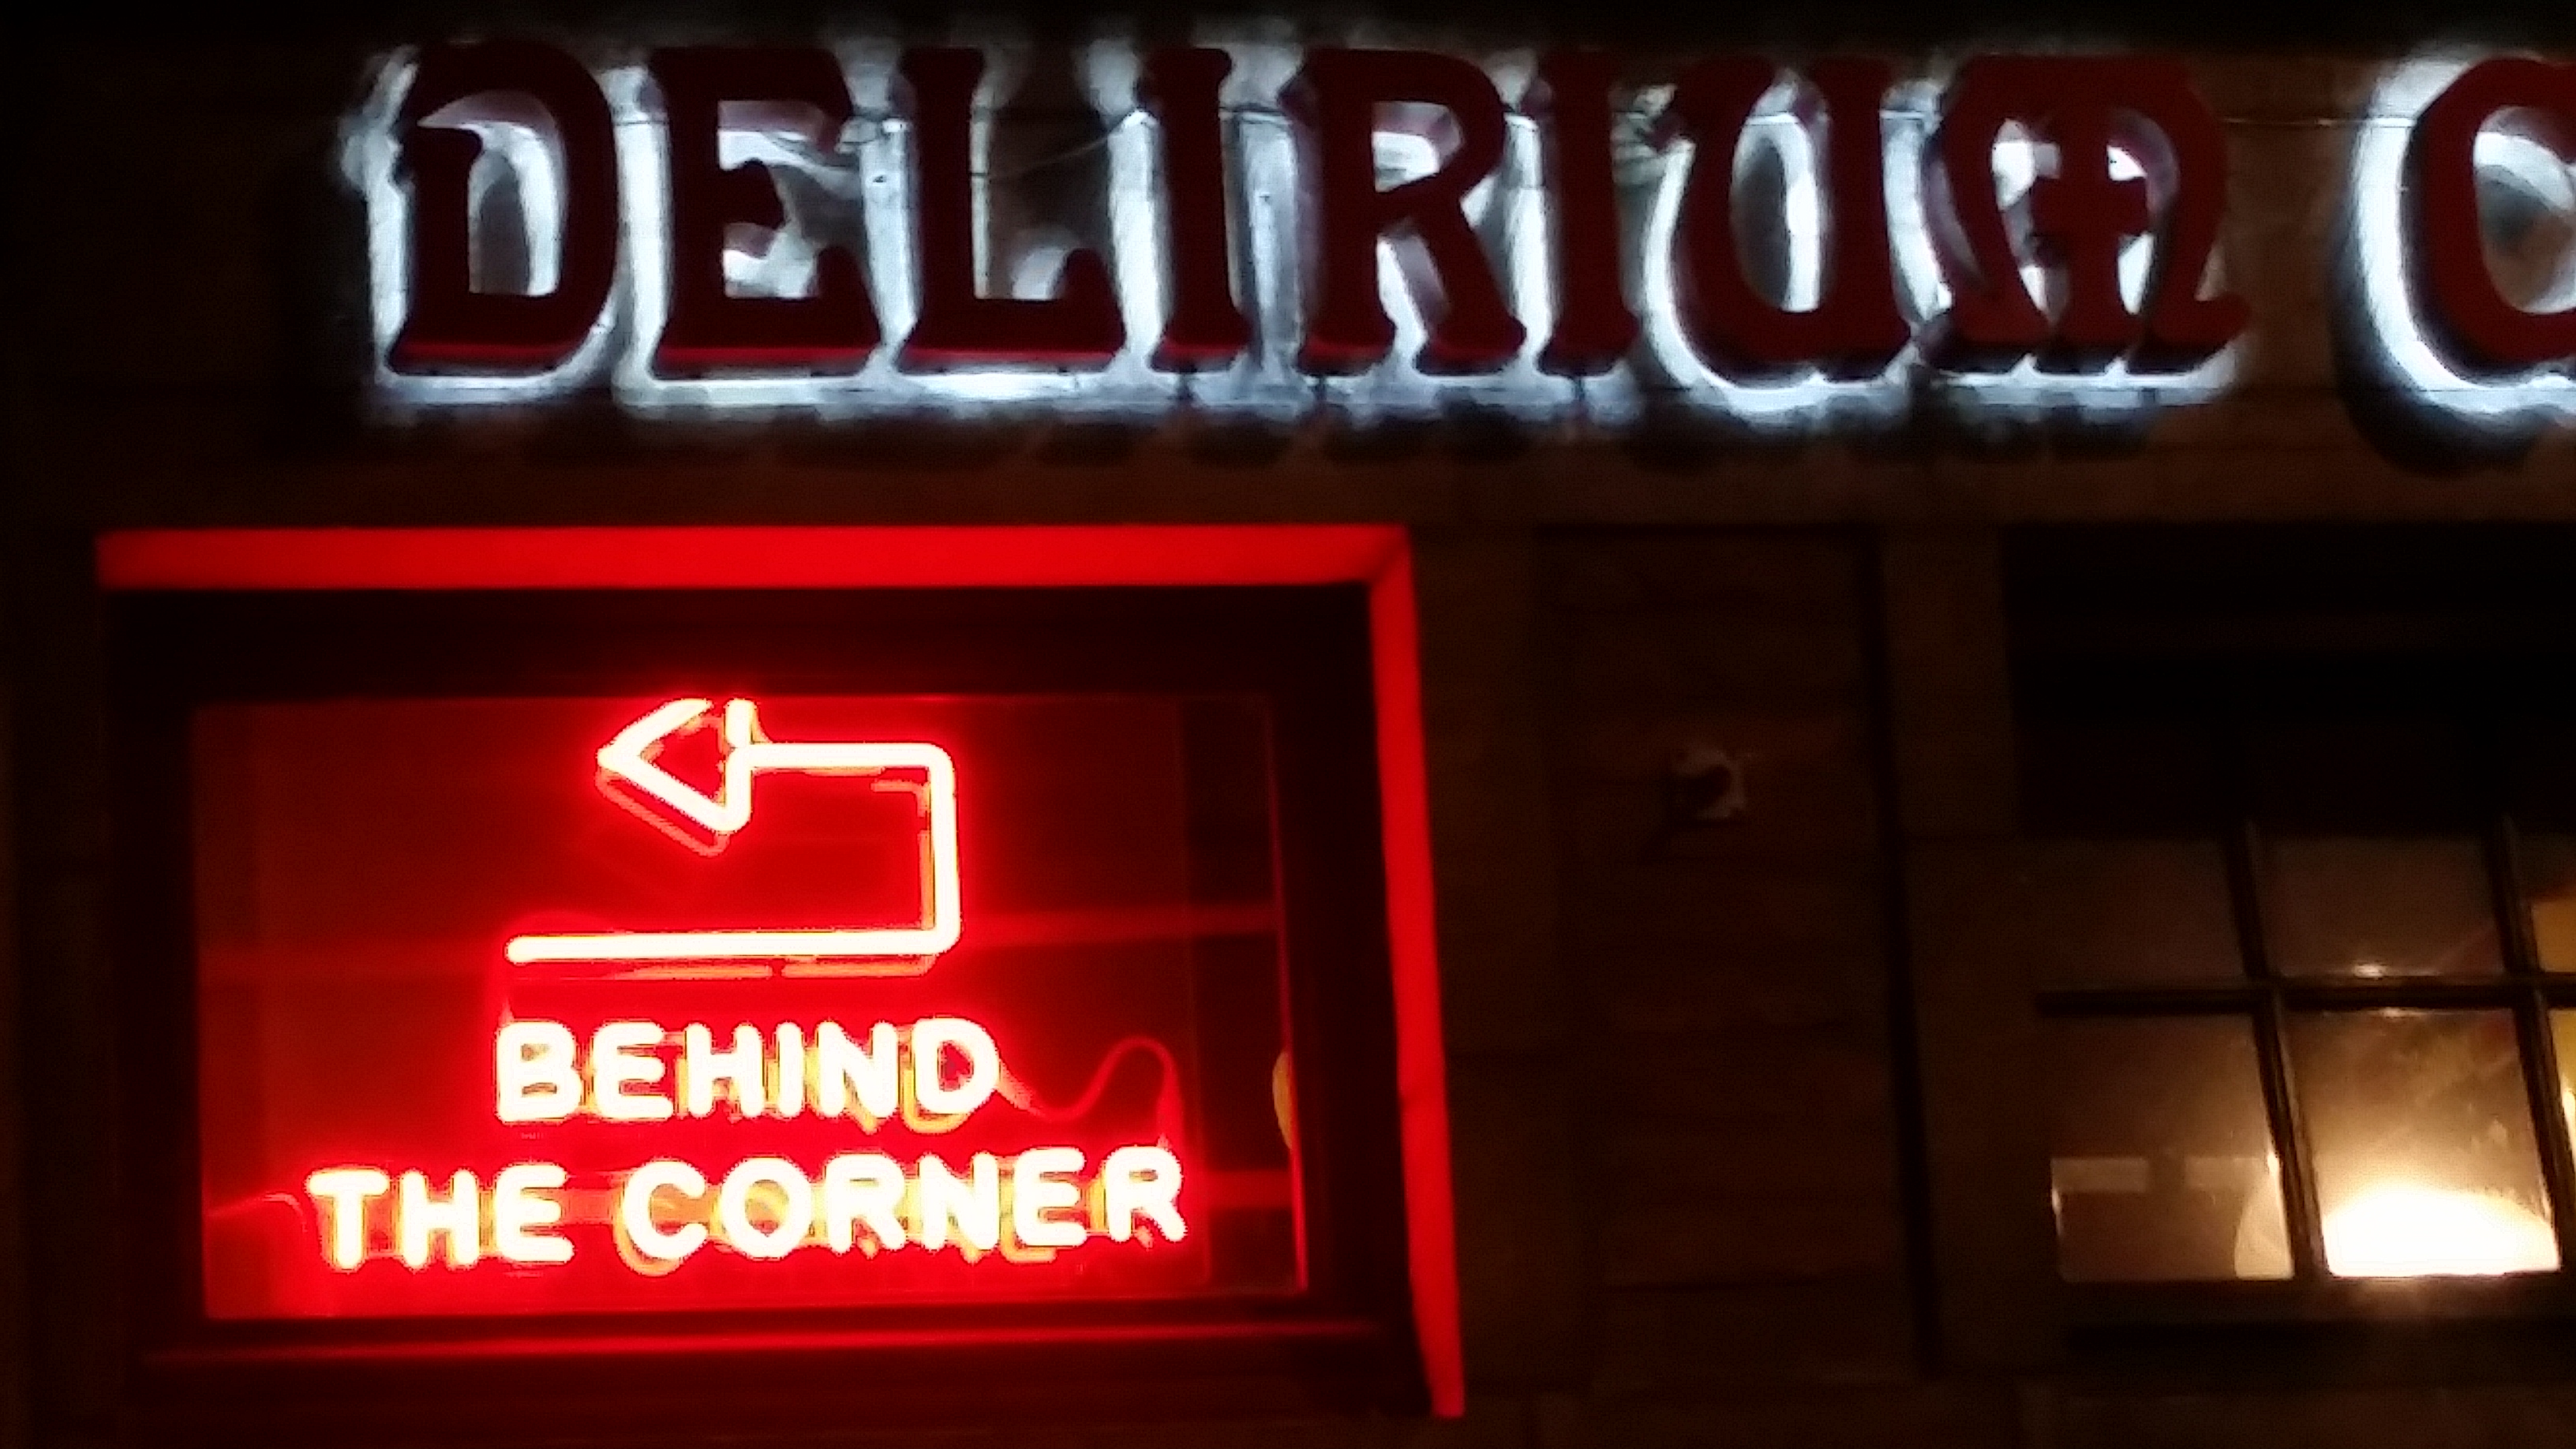 DELIRIUM C
BEHIND
THE CORNER